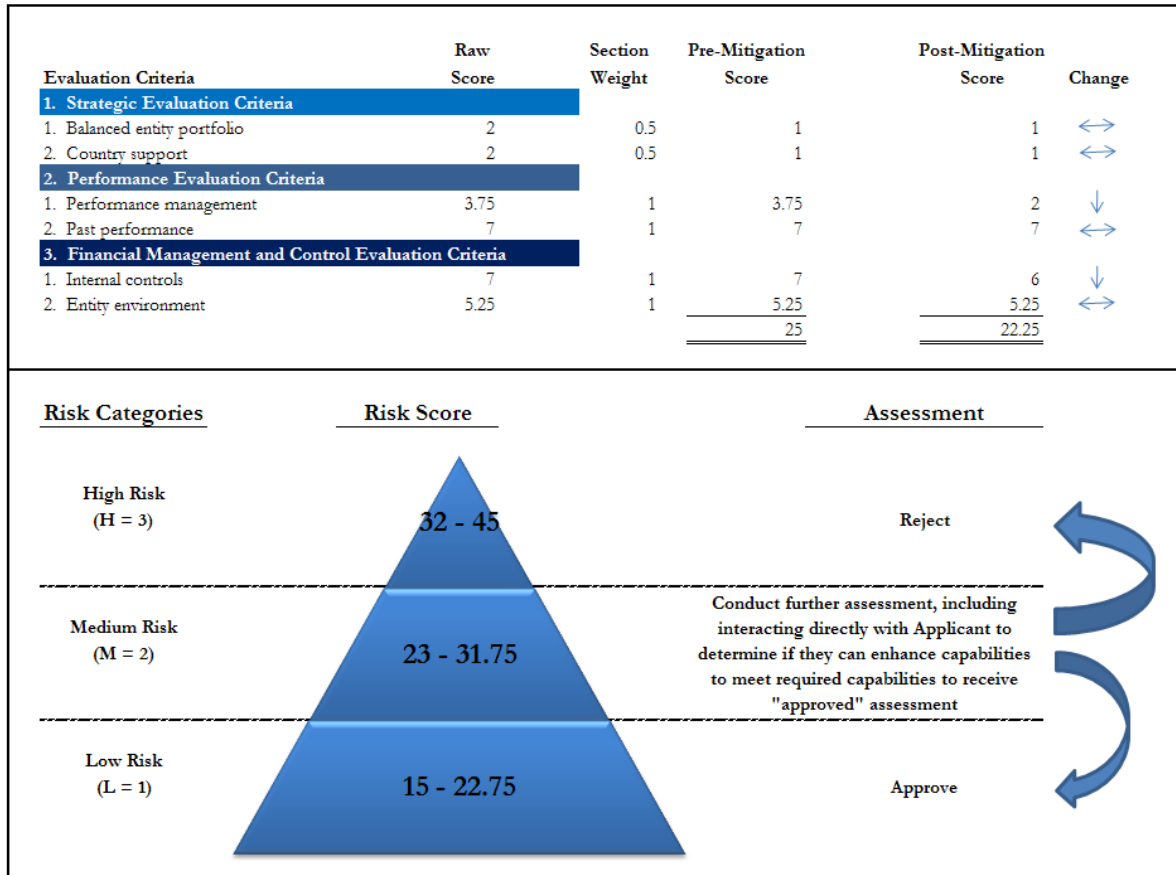 Raw Section Pre-Mitigation Post-Mitigation
Evaluation Criteria Score Weight Score Score Change
1. Strategic Evaluation Criteria
1. Balanced entity portfolio 2 0.5 1 1
2. Country support 2 0.5 1 1
2. Performance Evaluation Criteria
1. Performance management 3.75 1 3.75 2
2. Past performance 7 1 7 7
3. Financial Management and Control Evaluation Criteria
1. Internal controls 7 1 7 6
2. Entity environment 5.25 1 5.25 5.25
25 22.25
Risk Categories Risk Score Assessment
High Risk
(H = 3)
32 - 45
Reject
Medium Risk
(M = 2)
23 - 31.75
Conduct further assessment, including
interacting directly with Applicant to
determine if they can enhance capabilities
to meet required capabilities to receive
"approved" assessment
Low Risk
(L = 1)
15 - 22.75
Approve